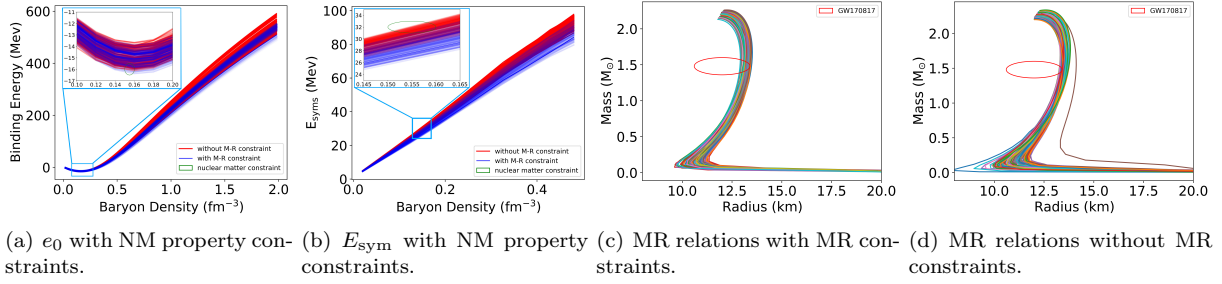 Binding Energy (Mev)
600
400
200
0
−11
−12
−13
−14
−15
−16
−17
0.10
0.12
0.14
0.16
0.18
0.20
without M-R constraint
with M-R constraint
nuclear matter constraint
0.0
0.5
1.0
1.5
2.0
Baryon Density (fm⁻³)
E_syms (Mev)
100
80
60
40
20
0
34
32
30
28
26
24
0.145
0.150
0.155
0.160
0.165
without M-R constraint
with M-R constraint
nuclear matter constraint
0.2
0.4
Baryon Density (fm⁻³)
Mass (M⊙)
2.5
2.0
1.5
1.0
0.5
0.0
GW170817
10.0
12.5
15.0
17.5
20.0
Radius (km)
Mass (M⊙)
2.5
2.0
1.5
1.0
0.5
0.0
GW170817
10.0
12.5
15.0
17.5
20.0
Radius (km)
(a) e₀ with NM property con-
straints.
(b) E_sym with NM property
constraints.
(c) MR relations with MR con-
straints.
(d) MR relations without MR
constraints.